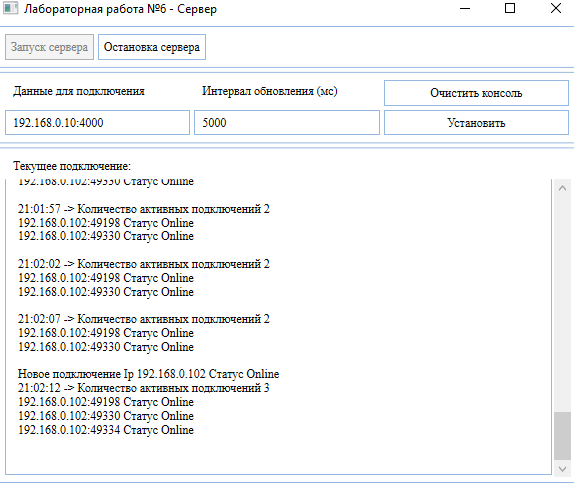 Лабораторная работа №6 - Сервер
Запуск сервера
Остановка сервера
Данные для подключения
Интервал обновления (мс)
Очистить консоль
192.168.0.10:4000
5000
Установить
Текущее подключение:
192.168.0.102:49330 Статус Online
21:01:57 -> Количество активных подключений 2
192.168.0.102:49198 Статус Online
192.168.0.102:49330 Статус Online
21:02:02 -> Количество активных подключений 2
192.168.0.102:49198 Статус Online
192.168.0.102:49330 Статус Online
21:02:07 -> Количество активных подключений 2
192.168.0.102:49198 Статус Online
192.168.0.102:49330 Статус Online
Новое подключение Ip 192.168.0.102 Статус Online
21:02:12 -> Количество активных подключений 3
192.168.0.102:49198 Статус Online
192.168.0.102:49330 Статус Online
192.168.0.102:49334 Статус Online